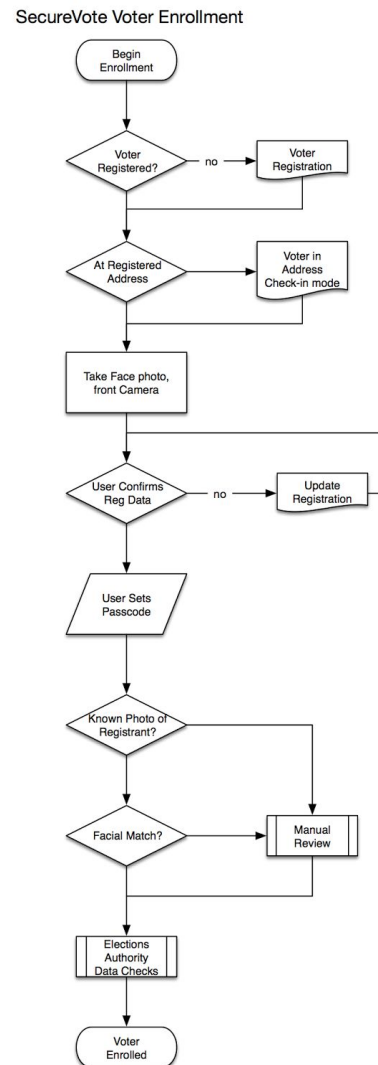 SecureVote Voter Enrollment
Begin
Enrollment
Voter
Registered?
no
Voter
Registration
At Registered
Address
Voter in
Address
Check-in mode
Take Face photo,
front Camera
User Confirms
Reg Data
no
Update
Registration
User Sets
Passcode
Known Photo of
Registrant?
Facial Match?
Manual
Review
Elections
Authority
Data Checks
Voter
Enrolled